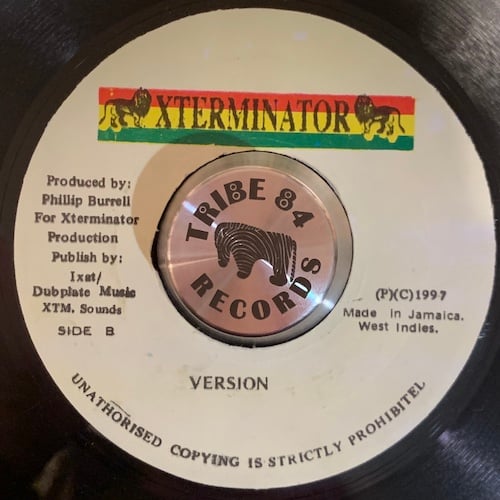 XTERMINATOR
Produced by:
Phillip Burrell
For Xterminator
Production
Publish by:
Ixat/
Dubplate Music
XTM. Sounds
SIDE B
TRIBE 84
RECORDS
(P)(C)1997
Made in Jamaica.
West Indies.
VERSION
UNATHORISED COPYING IS STRICTLY PROHIBITEL